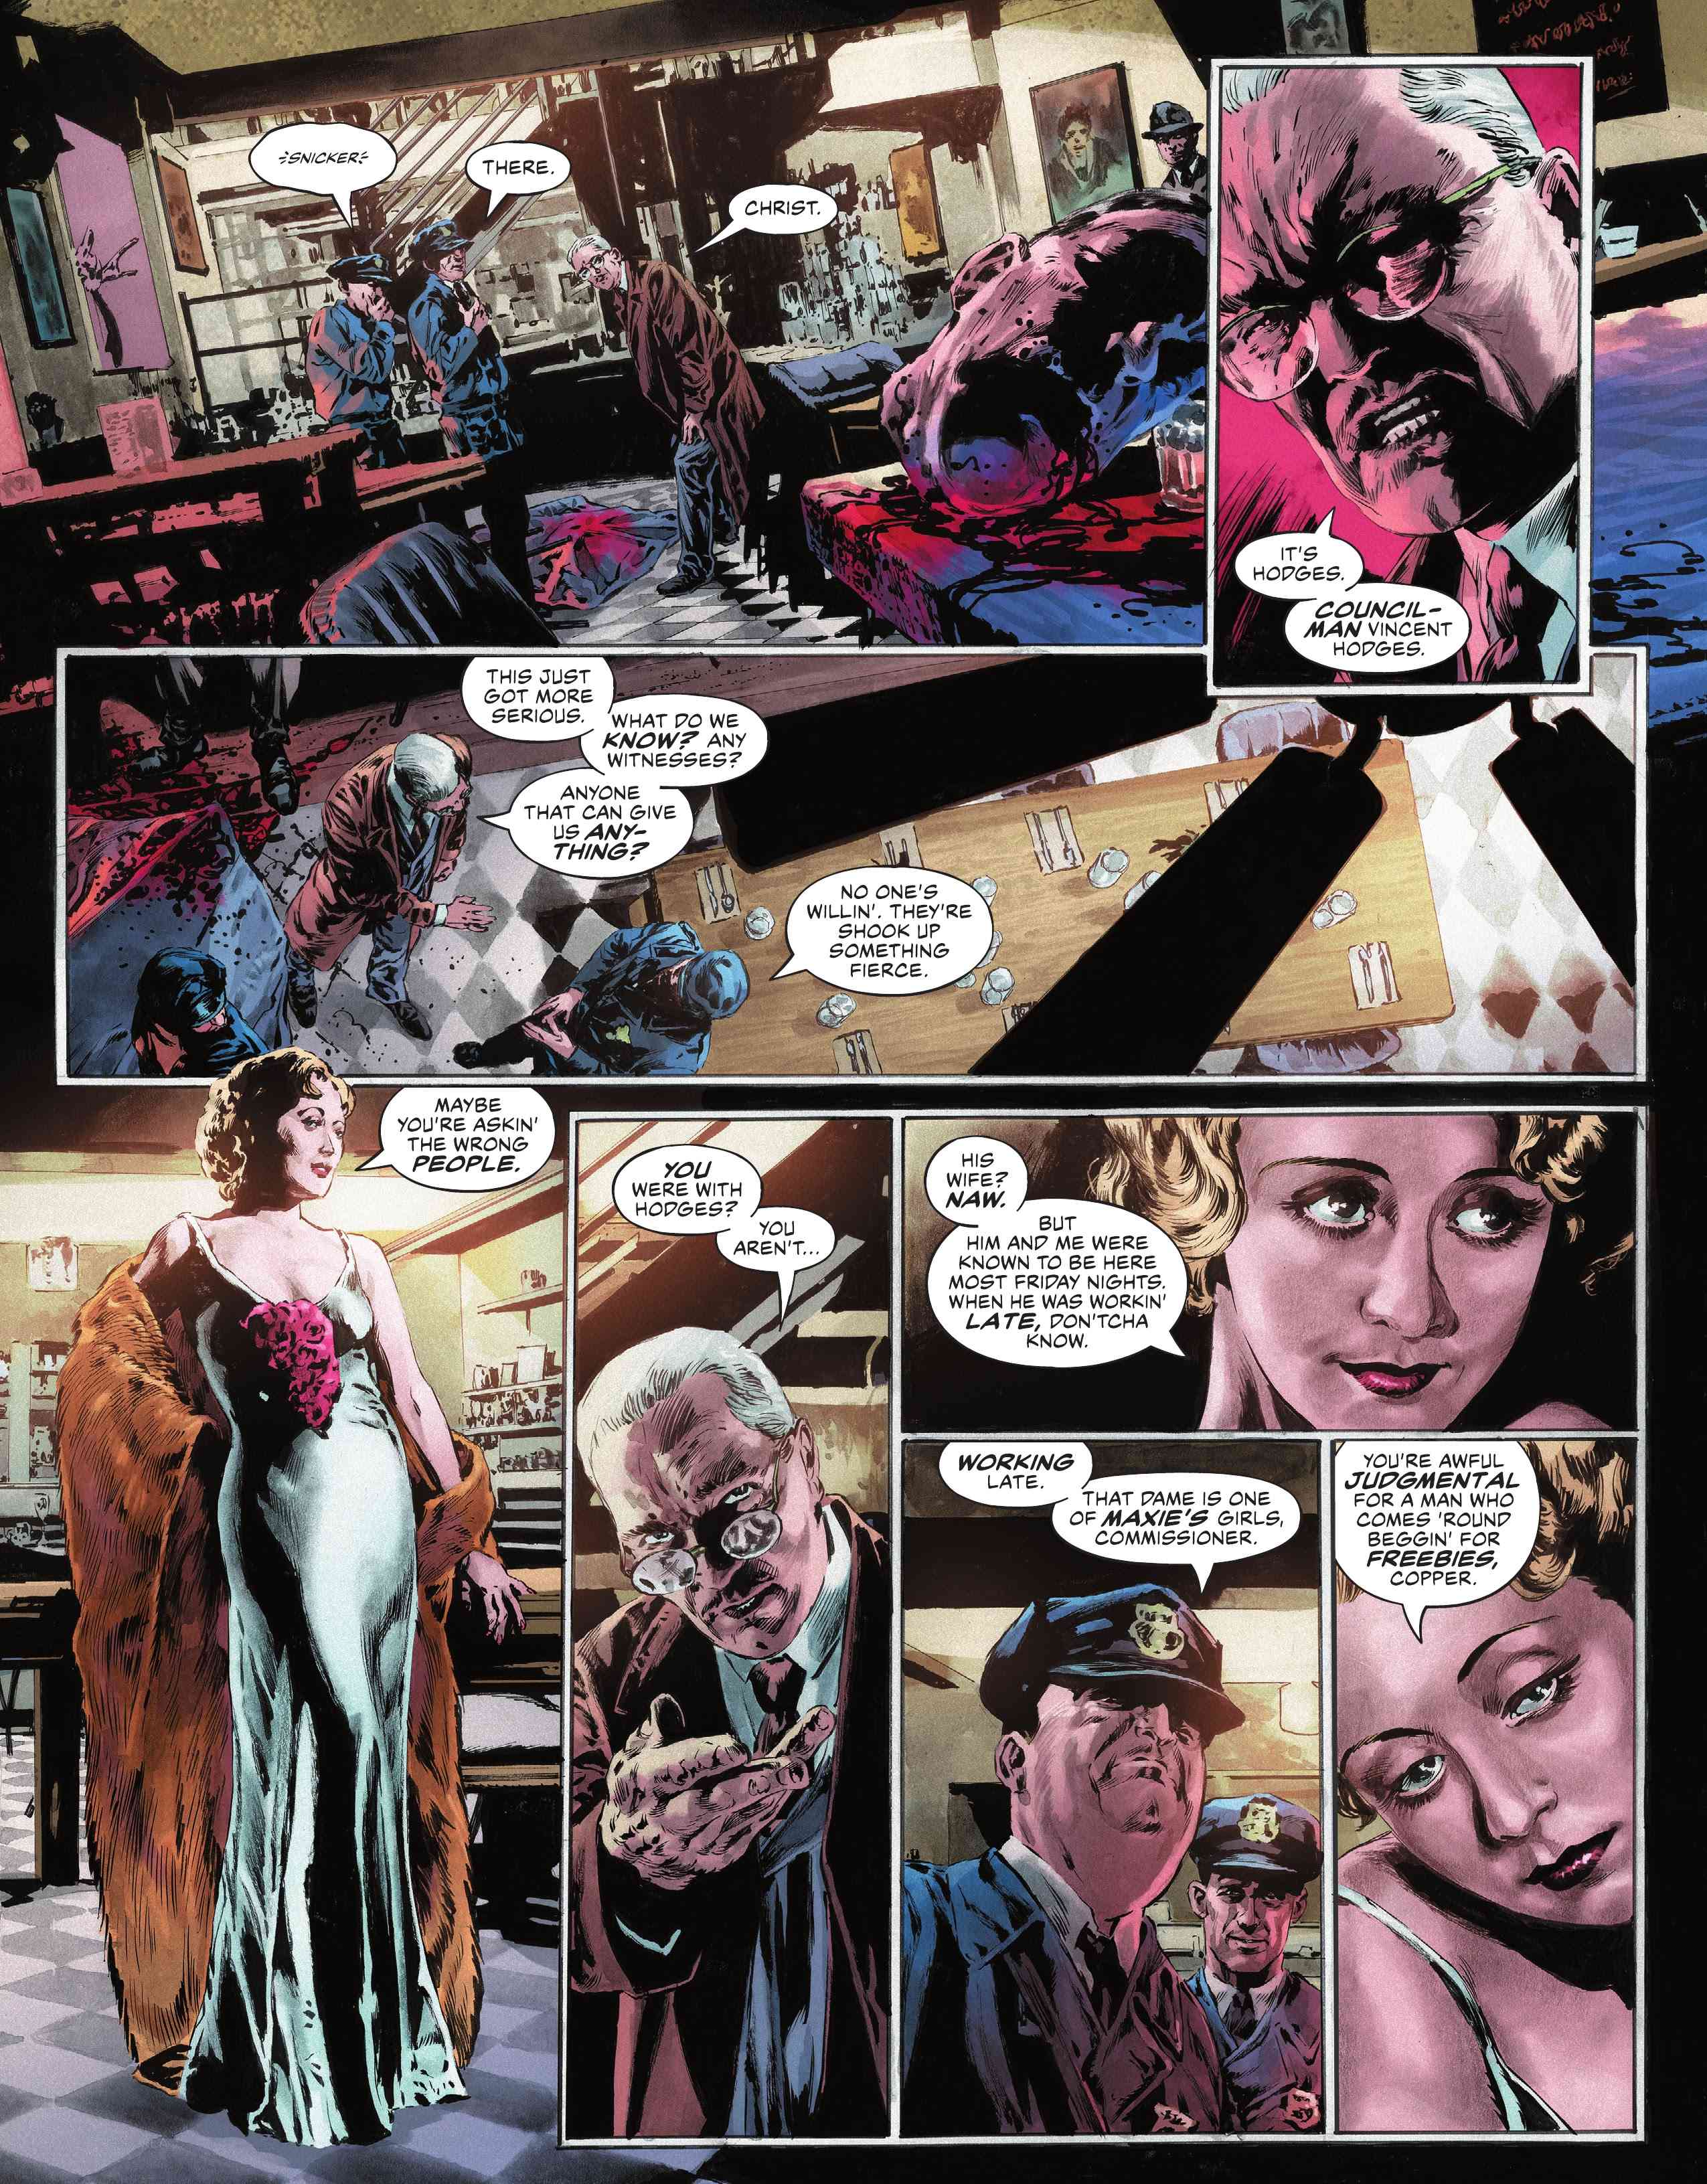 SNICKER
THERE.
CHRIST.
IT'S
HODGES.
COUNCIL-
MAN VINCENT
HODGES.
THIS JUST
GOT MORE
SERIOUS.
WHAT DO WE
KNOW? ANY
WITNESSES?
ANYONE
THAT CAN GIVE
US ANY-
THING?
NO ONE'S
WILLIN'. THEY'RE
SHOOK UP
SOMETHING
FIERCE.
MAYBE
YOU'RE ASKIN'
THE WRONG
PEOPLE.
YOU
WERE WITH
HODGES?
YOU
AREN'T...
HIS
WIFE?
NAW.
BUT
HIM AND ME WERE
KNOWN TO BE HERE
MOST FRIDAY NIGHTS.
WHEN HE WAS WORKIN'
LATE, DON'TCHA
KNOW.
WORKING
LATE.
THAT DAME IS ONE
OF MAXIE'S GIRLS,
COMMISSIONER.
YOU'RE AWFUL
JUDGMENTAL
FOR A MAN WHO
COMES 'ROUND
BEGGIN' FOR
FREEBIES,
COPPER.